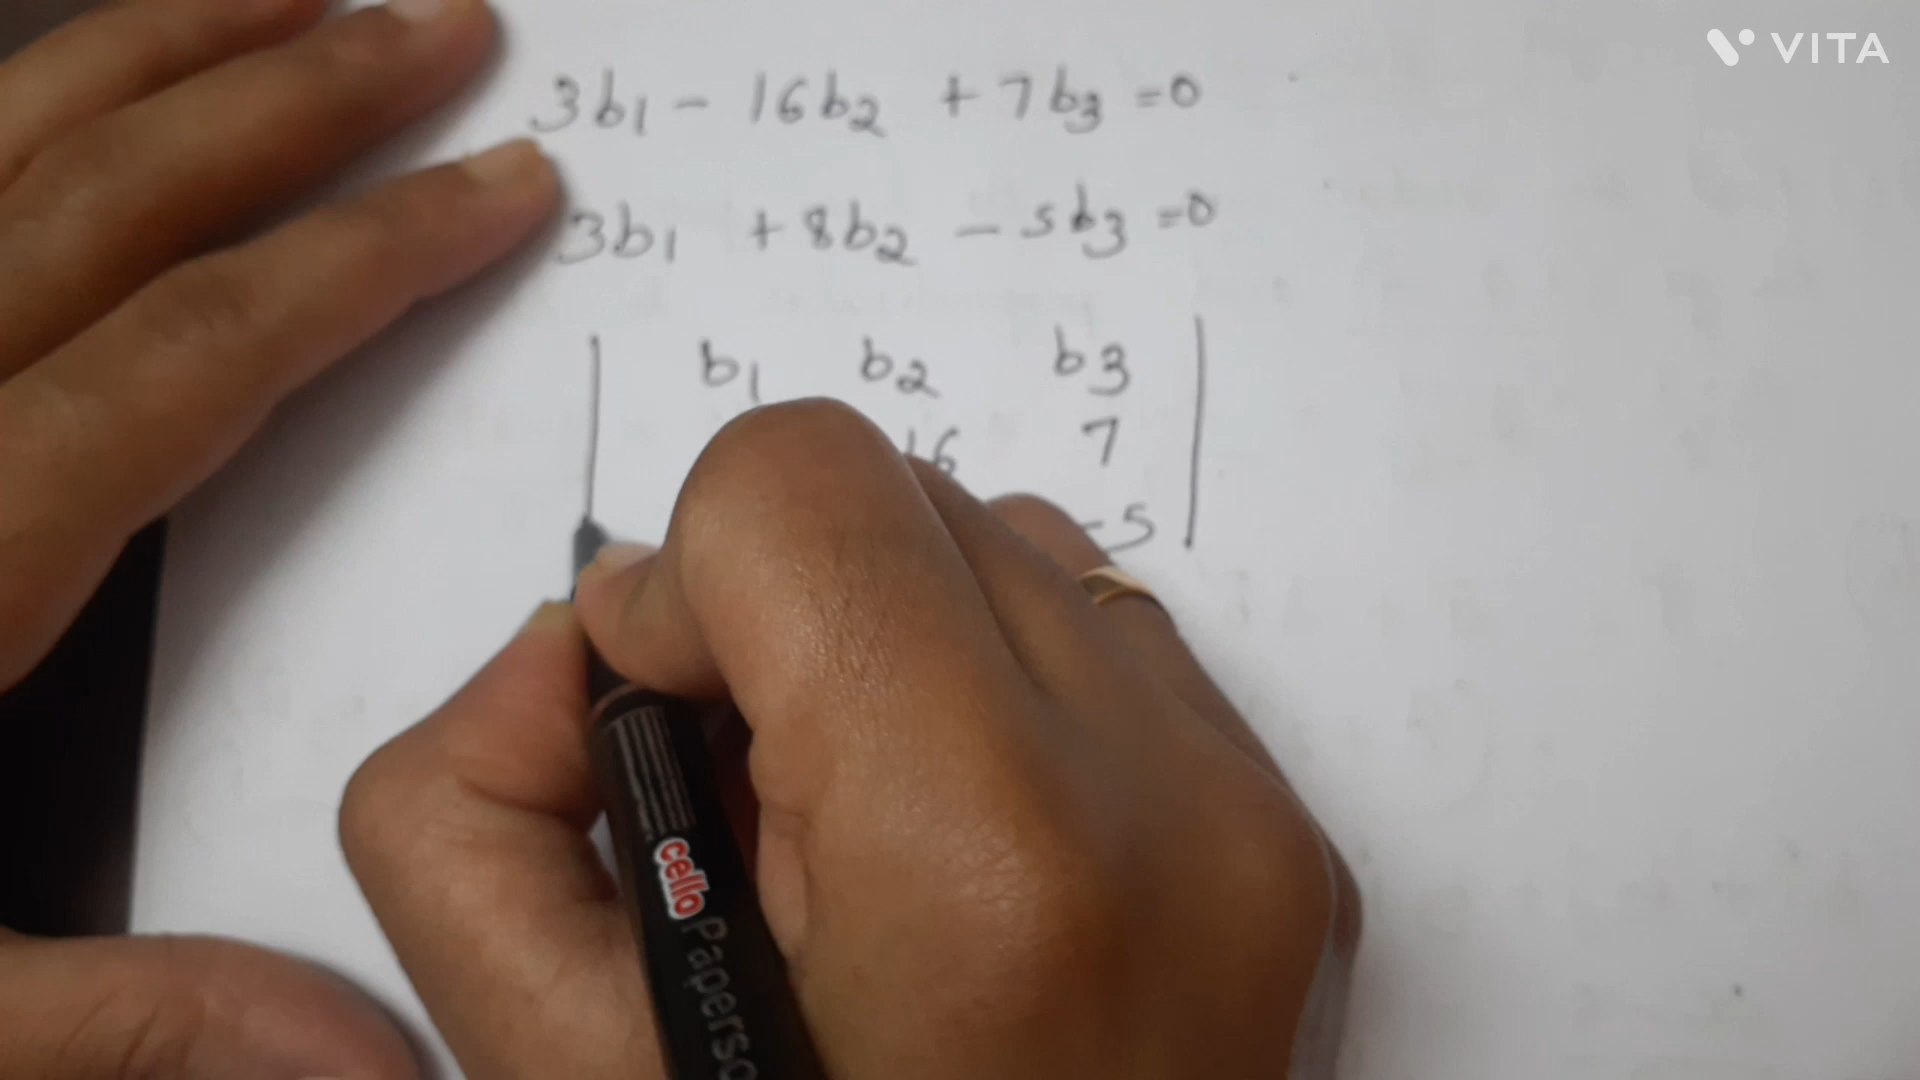 VITA
3b1 - 16b2 + 7b3 =0
3b1 + 8b2 - 5b3 =0
b1 b2 b3
16 7
-5
cello Paperso